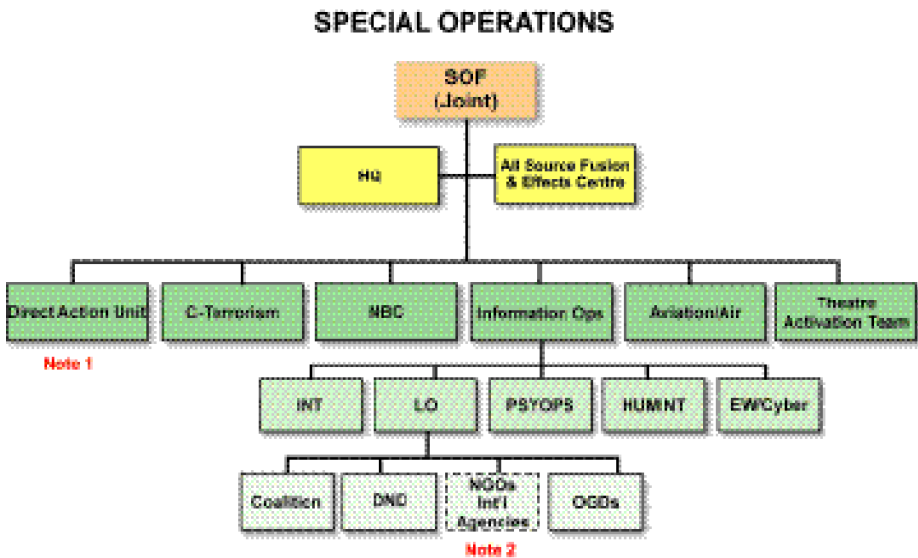 SPECIAL OPERATIONS
SOF
(Joint)
HQ
All Source Fusion
& Effects Centre
Direct Action Unit
C-Terrorism
NBC
Information Ops
Aviation/Air
Theatre
Activation Team
Note 1
INT
LO
PSYOPS
HUMINT
EW/Cyber
Coalition
DND
NGOs
Int'l
Agencies
OGDs
Note 2